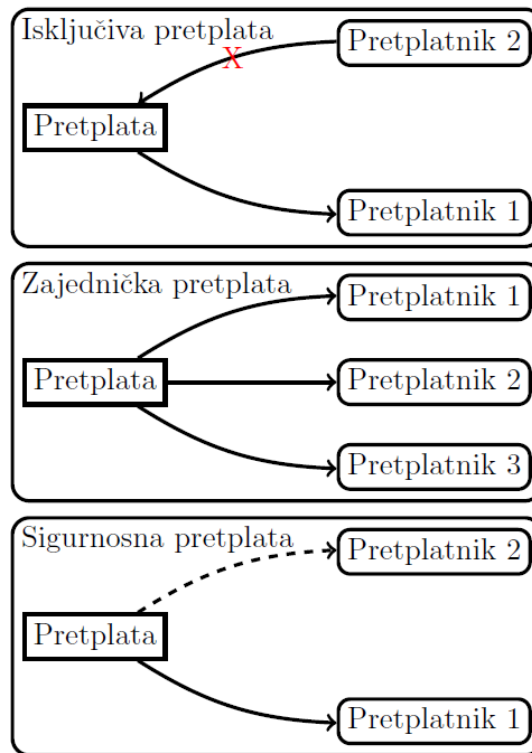 Isključiva pretplata
Pretplatnik 2
X
Pretplata
Pretplatnik 1
Zajednička pretplata
Pretplatnik 1
Pretplata
Pretplatnik 2
Pretplatnik 3
Sigurnosna pretplata
Pretplatnik 2
Pretplata
Pretplatnik 1